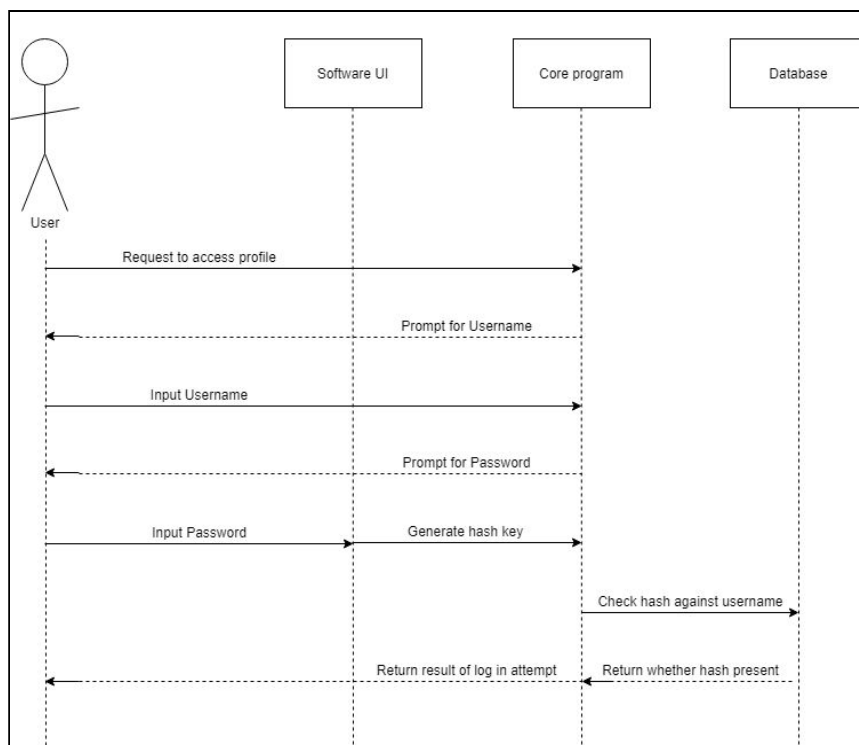 Software UI
Core program
Database
User
Request to access profile
Prompt for Username
Input Username
Prompt for Password
Input Password
Generate hash key
Check hash against username
Return result of log in attempt
Return whether hash present